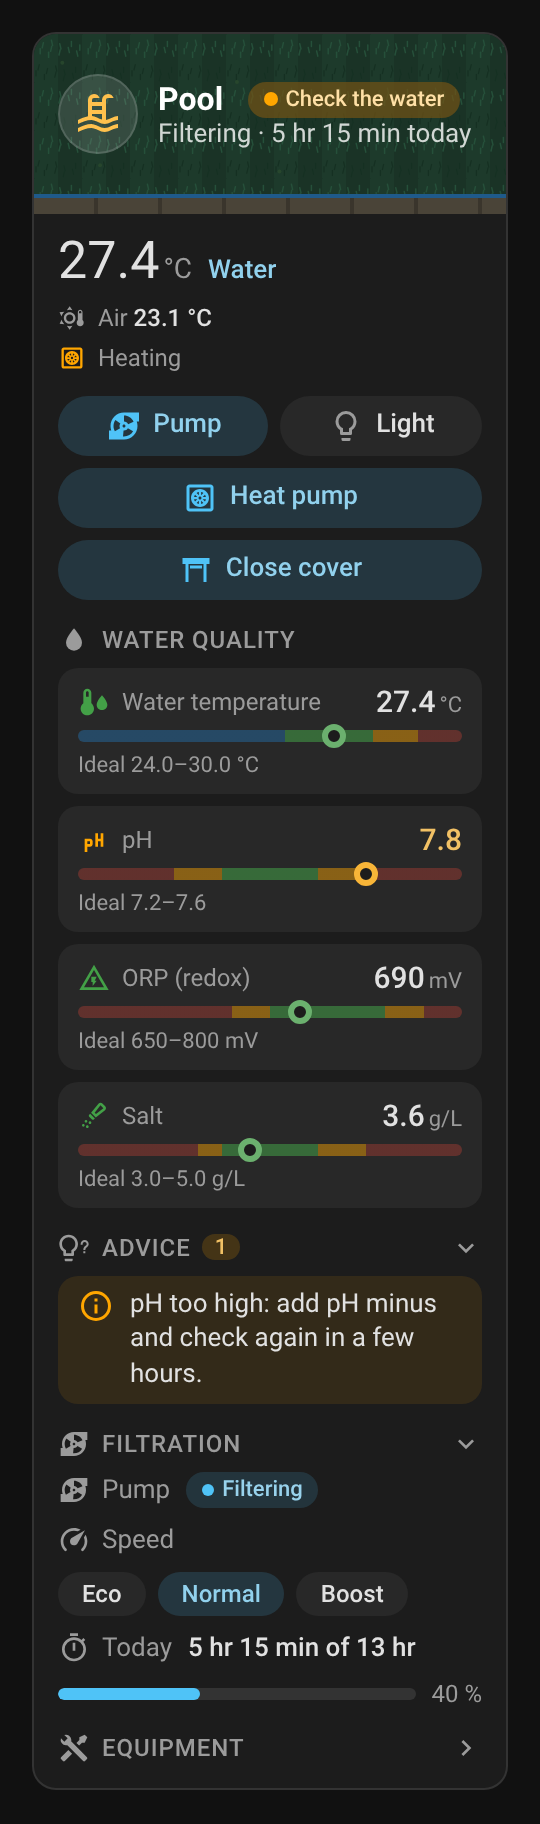 Pool
Check the water
Filtering · 5 hr 15 min today
27.4 °C Water
Air 23.1 °C
Heating
Pump
Light
Heat pump
Close cover
WATER QUALITY
Water temperature 27.4 °C
Ideal 24.0–30.0 °C
pH pH 7.8
Ideal 7.2–7.6
ORP (redox) 690 mV
Ideal 650–800 mV
Salt 3.6 g/L
Ideal 3.0–5.0 g/L
ADVICE 1
pH too high: add pH minus
and check again in a few
hours.
FILTRATION
Pump Filtering
Speed
Eco Normal Boost
Today 5 hr 15 min of 13 hr
40 %
EQUIPMENT